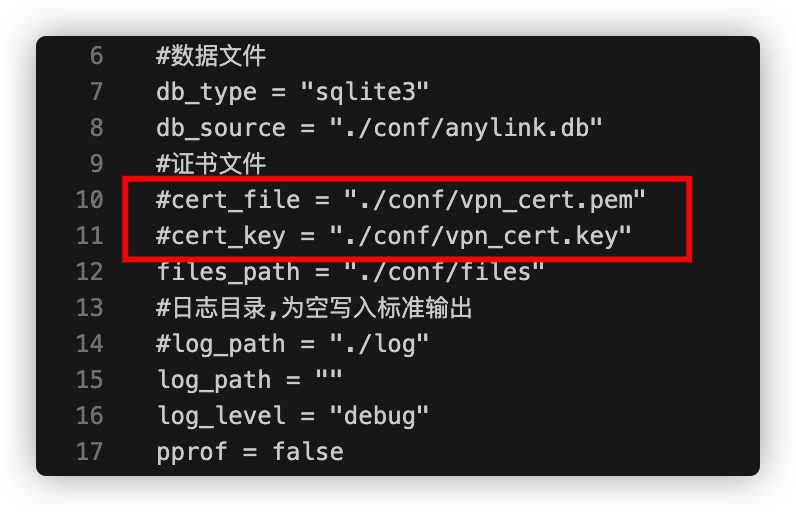 6 #数据文件
7 db_type = "sqlite3"
8 db_source = "./conf/anylink.db"
9 #证书文件
10 #cert_file = "./conf/vpn_cert.pem"
11 #cert_key = "./conf/vpn_cert.key"
12 files_path = "./conf/files"
13 #日志目录,为空写入标准输出
14 #log_path = "./log"
15 log_path = ""
16 log_level = "debug"
17 pprof = false